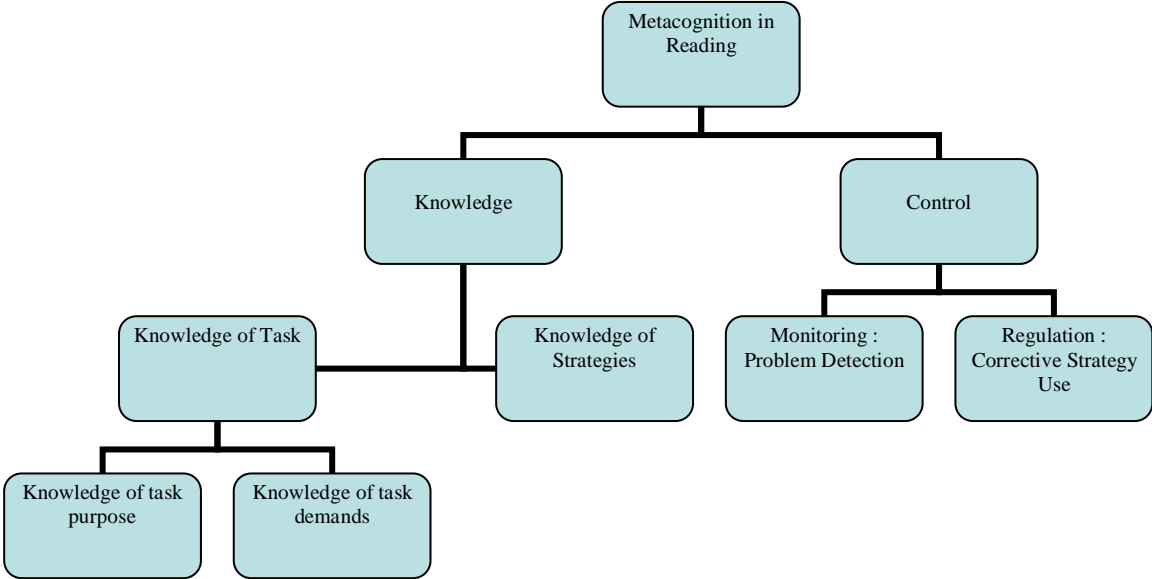 Metacognition in
Reading
Knowledge
Control
Knowledge of Task
Knowledge of
Strategies
Monitoring :
Problem Detection
Regulation :
Corrective Strategy
Use
Knowledge of task
purpose
Knowledge of task
demands